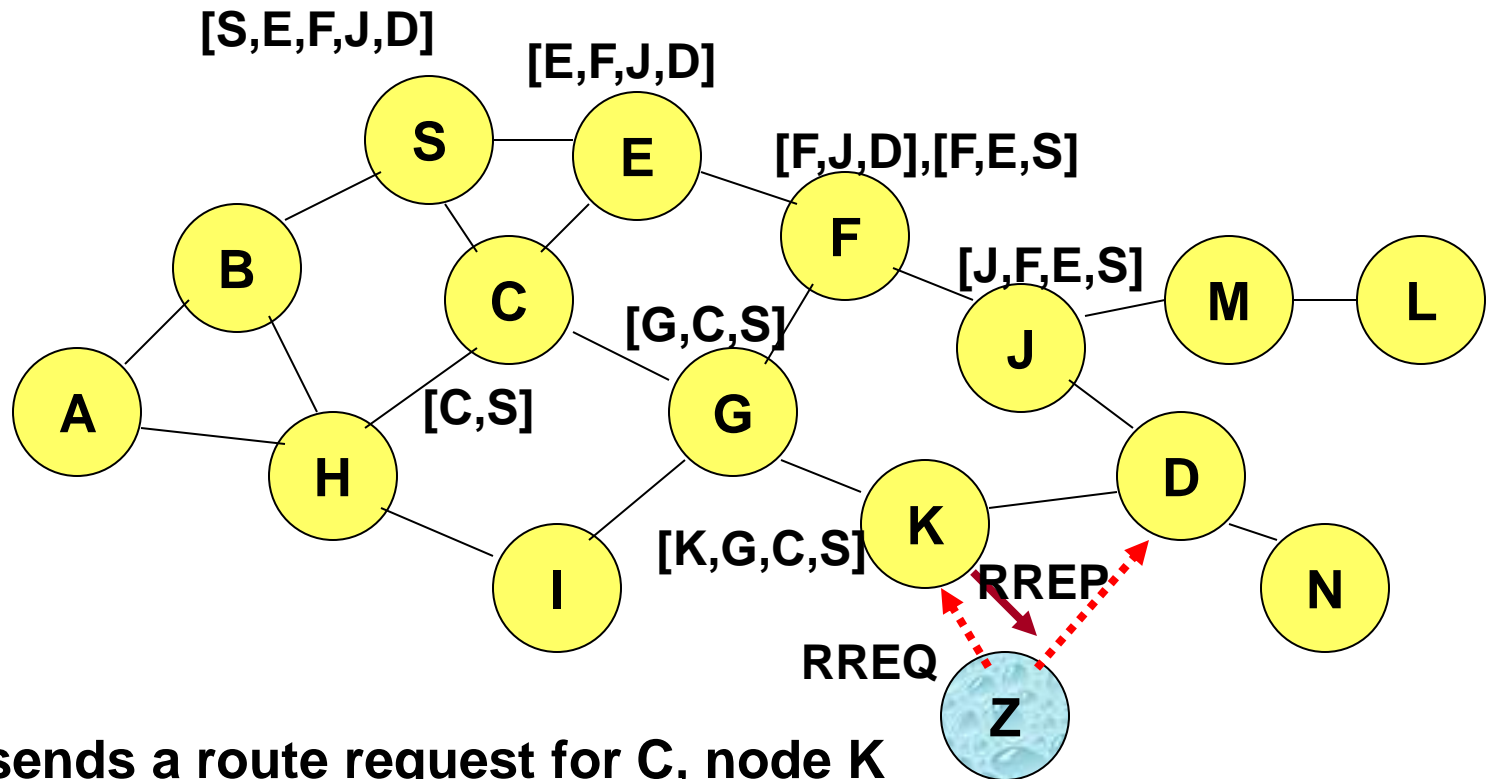 [S,E,F,J,D]
[E,F,J,D]
S
E
[F,J,D],[F,E,S]
F
B
C
[J,F,E,S]
M
L
[G,C,S]
J
A
[C,S]
G
H
D
[K,G,C,S]
K
I
RREP
N
RREQ
Z
sends a route request for C, node K